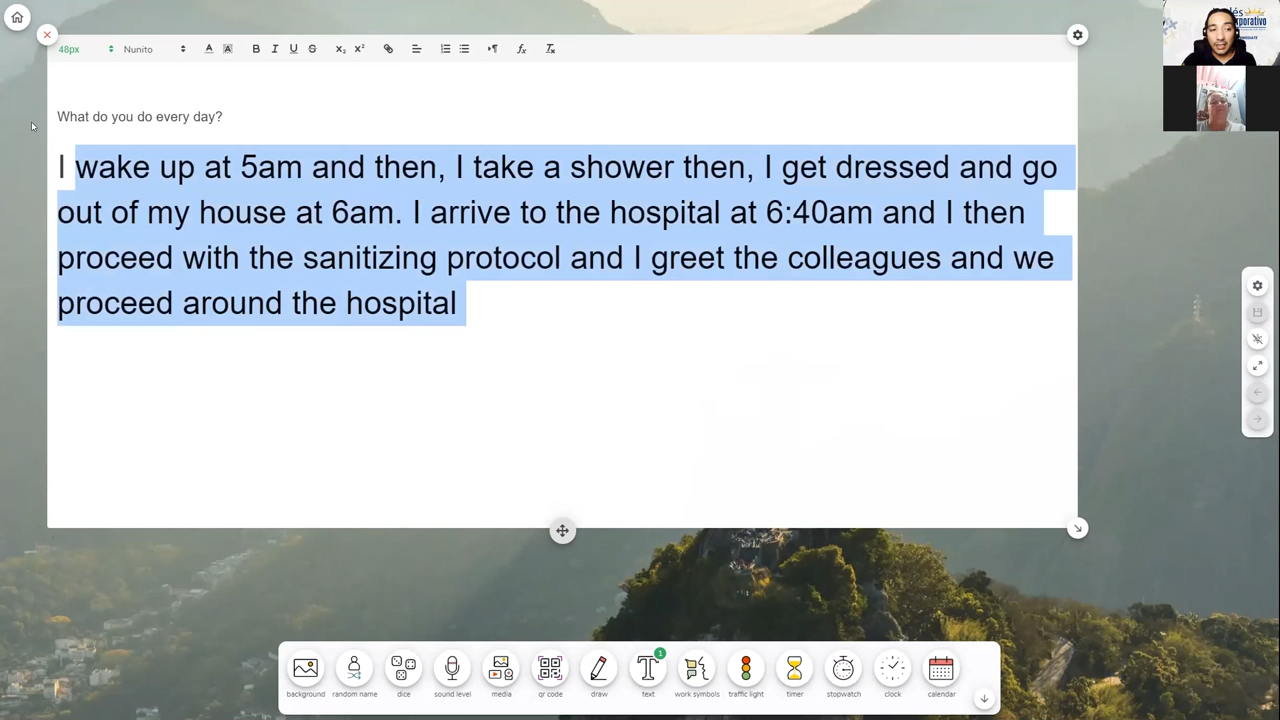 48px
Nunito
What do you do every day?
I wake up at 5am and then, I take a shower then, I get dressed and go
out of my house at 6am. I arrive to the hospital at 6:40am and I then
proceed with the sanitizing protocol and I greet the colleagues and we
proceed around the hospital
background
random name
dice
sound level
media
qr code
draw
text
1
work symbols
traffic light
timer
stopwatch
clock
calendar